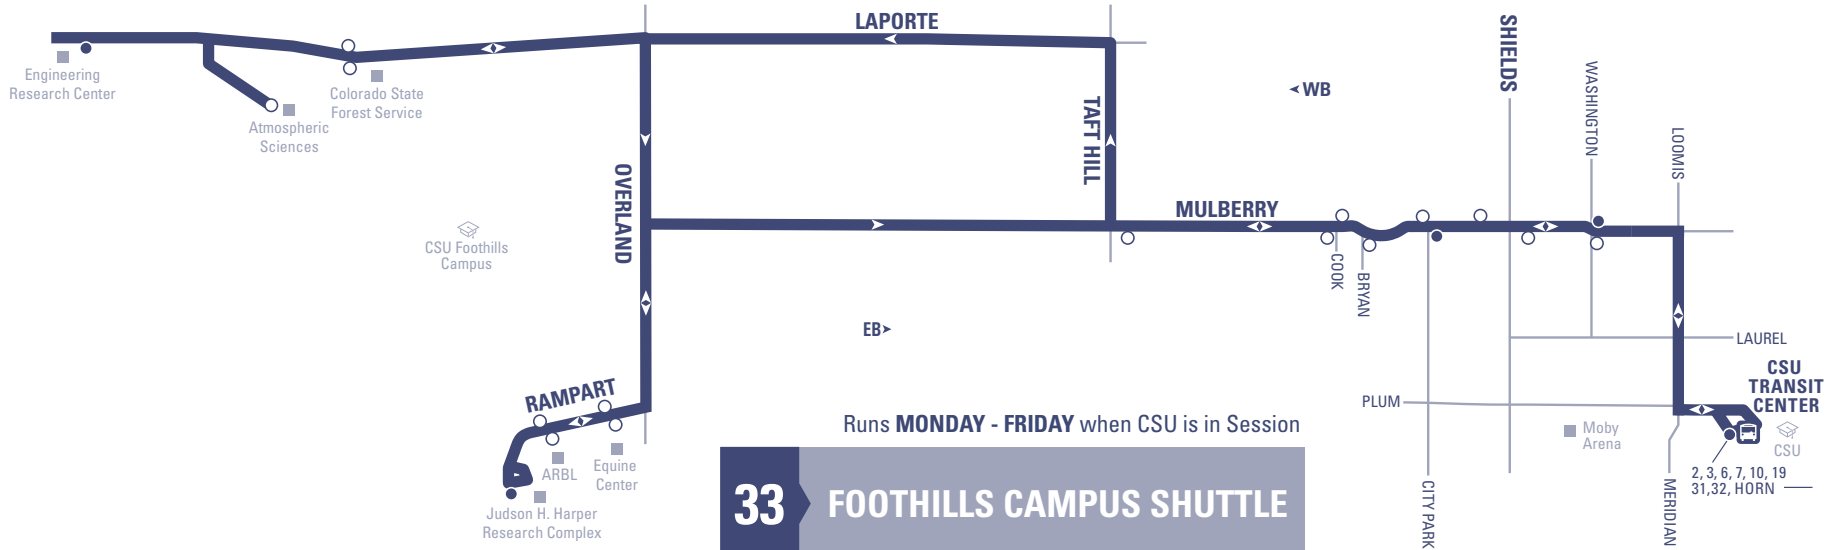 LAPORTE
Engineering
Research Center
Colorado State
Forest Service
Atmospheric
Sciences
CSU Foothills
Campus
OVERLAND
TAFT HILL
WB
SHIELDS
WASHINGTON
LOOMIS
MULBERRY
COOK
BRYAN
EB
LAUREL
CSU
TRANSIT
CENTER
RAMPART
PLUM
Moby
Arena
CSU
ARBL
Equine
Center
Judson H. Harper
Research Complex
2, 3, 6, 7, 10, 19
31,32, HORN
CITY PARK
MERIDIAN
Runs MONDAY - FRIDAY when CSU is in Session
33 FOOTHILLS CAMPUS SHUTTLE